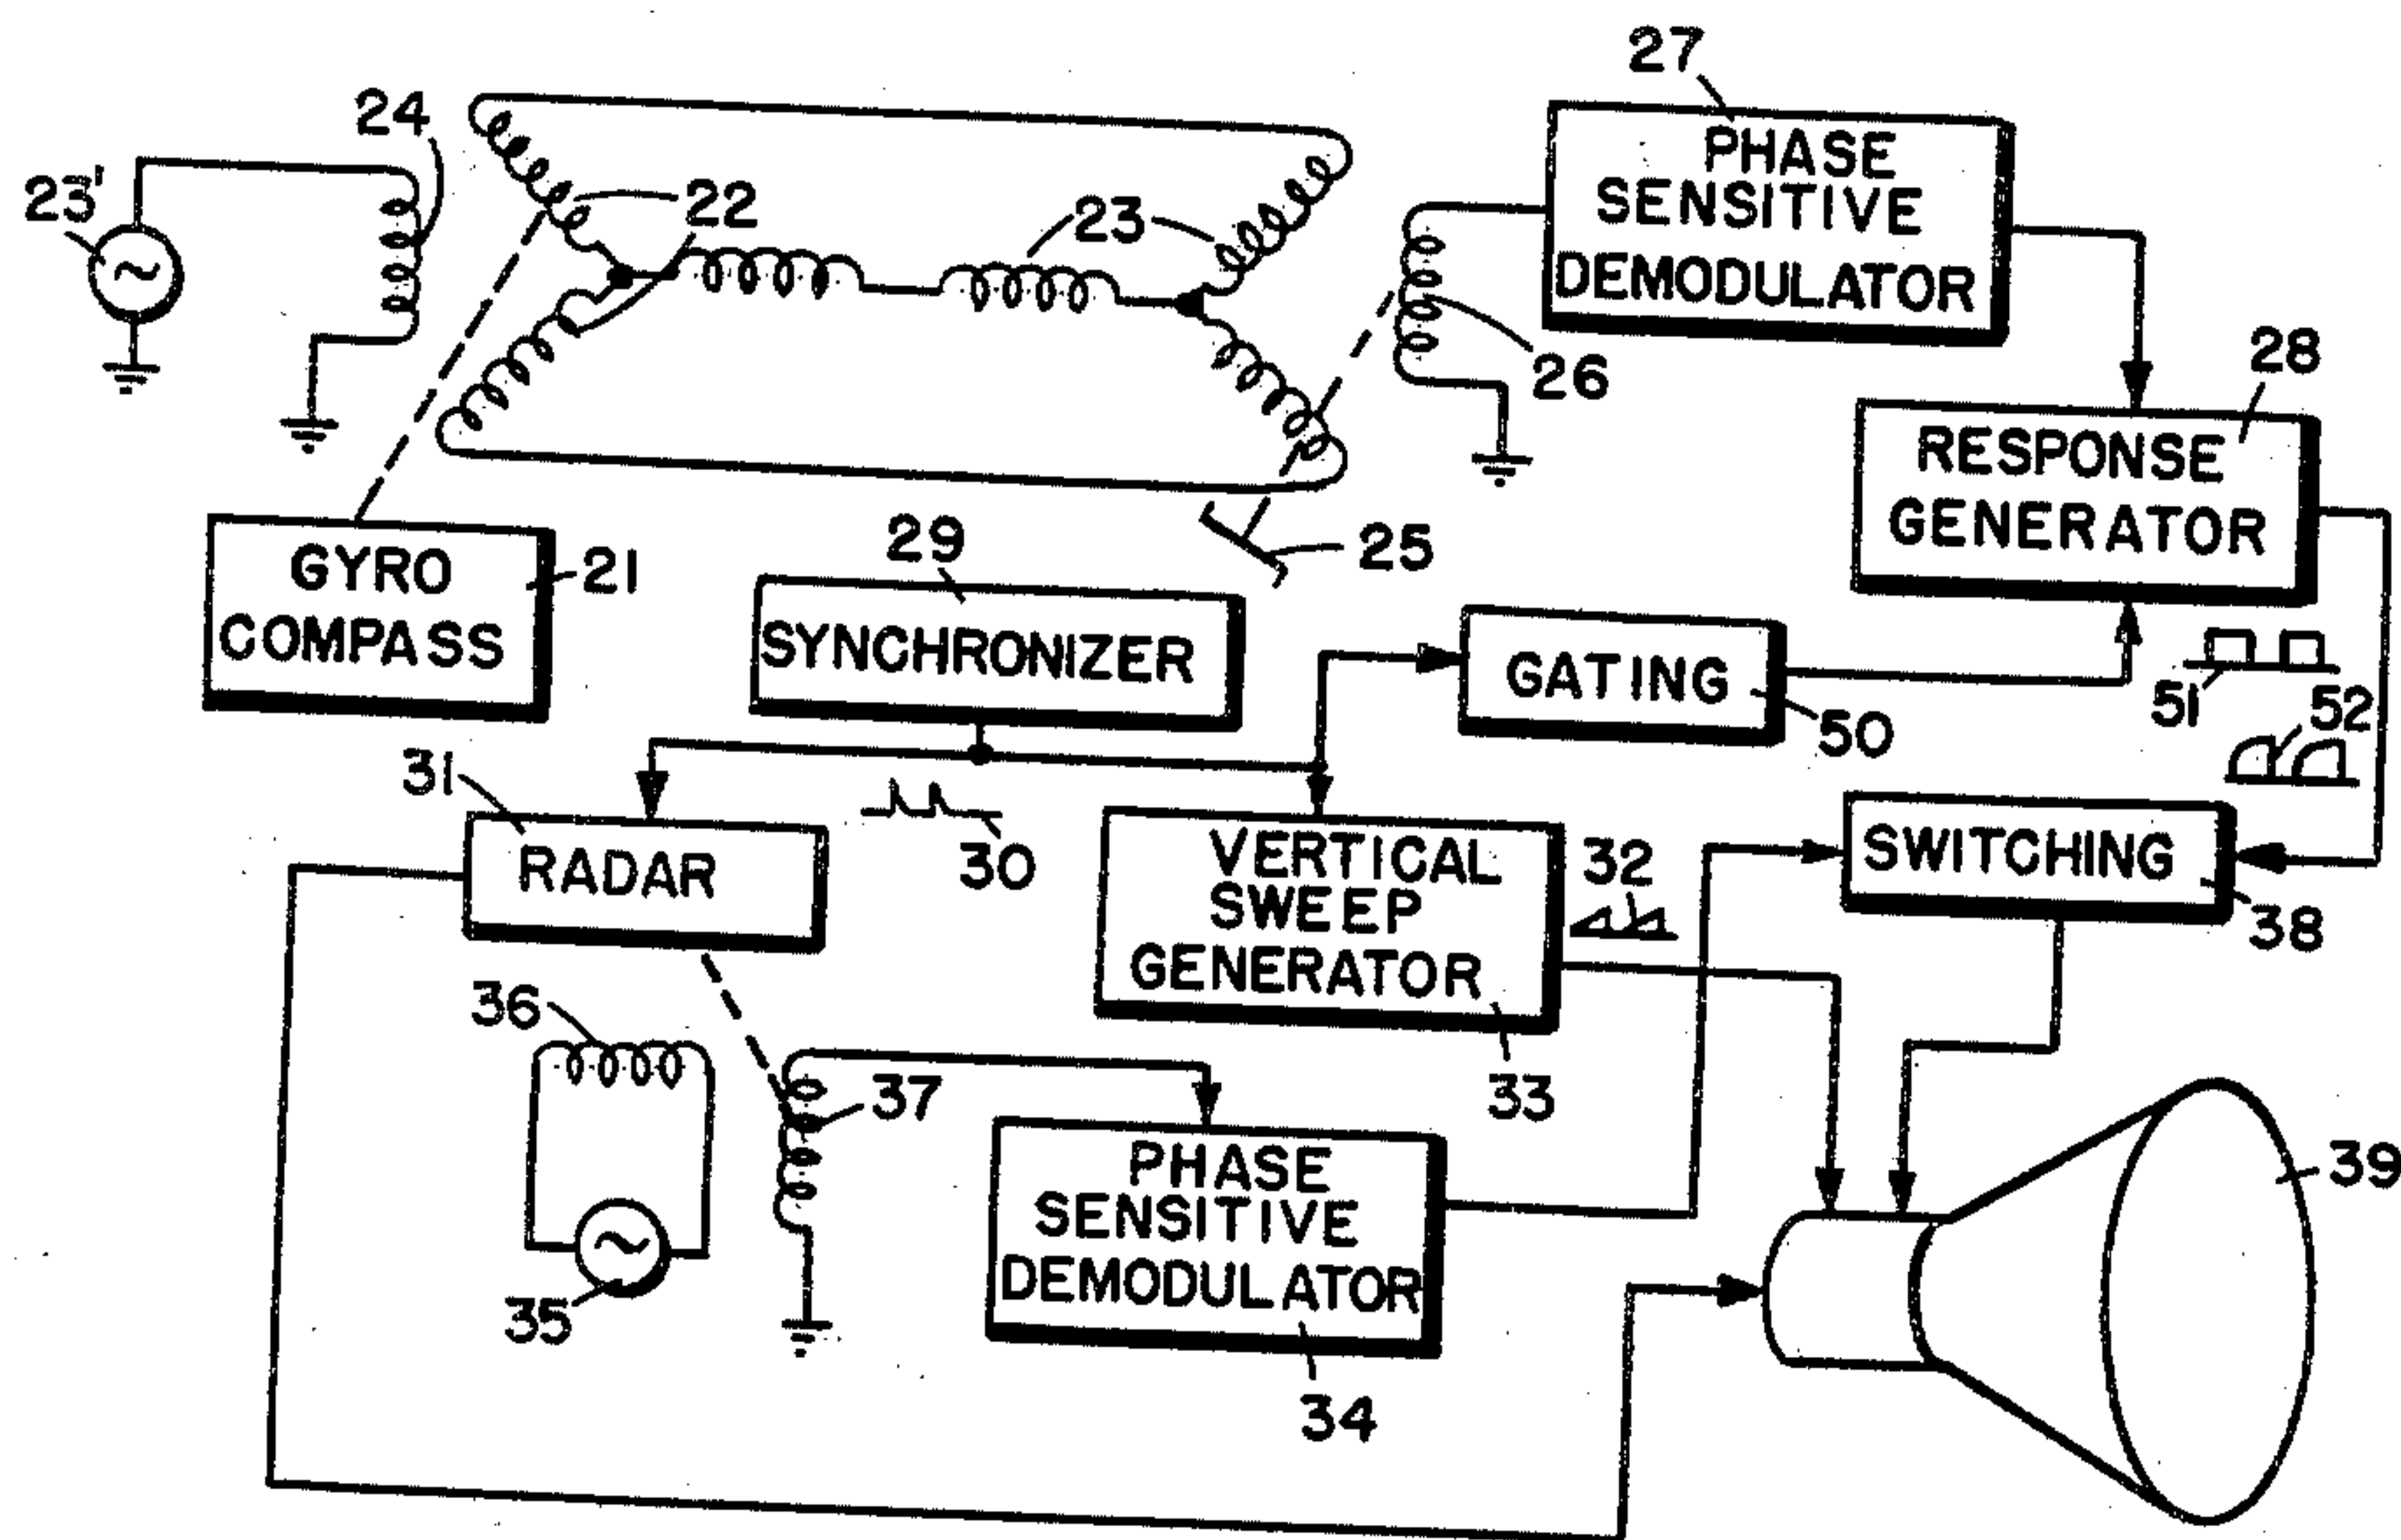 27
24
PHASE
SENSITIVE
DEMODULATOR
23'
22
23
26
28
RESPONSE
GENERATOR
GYRO
COMPASS
21
29
25
SYNCHRONIZER
GATING
50
51
52
31
RADAR
30
VERTICAL
SWEEP
GENERATOR
32
33
SWITCHING
38
36
37
PHASE
SENSITIVE
DEMODULATOR
34
35
39